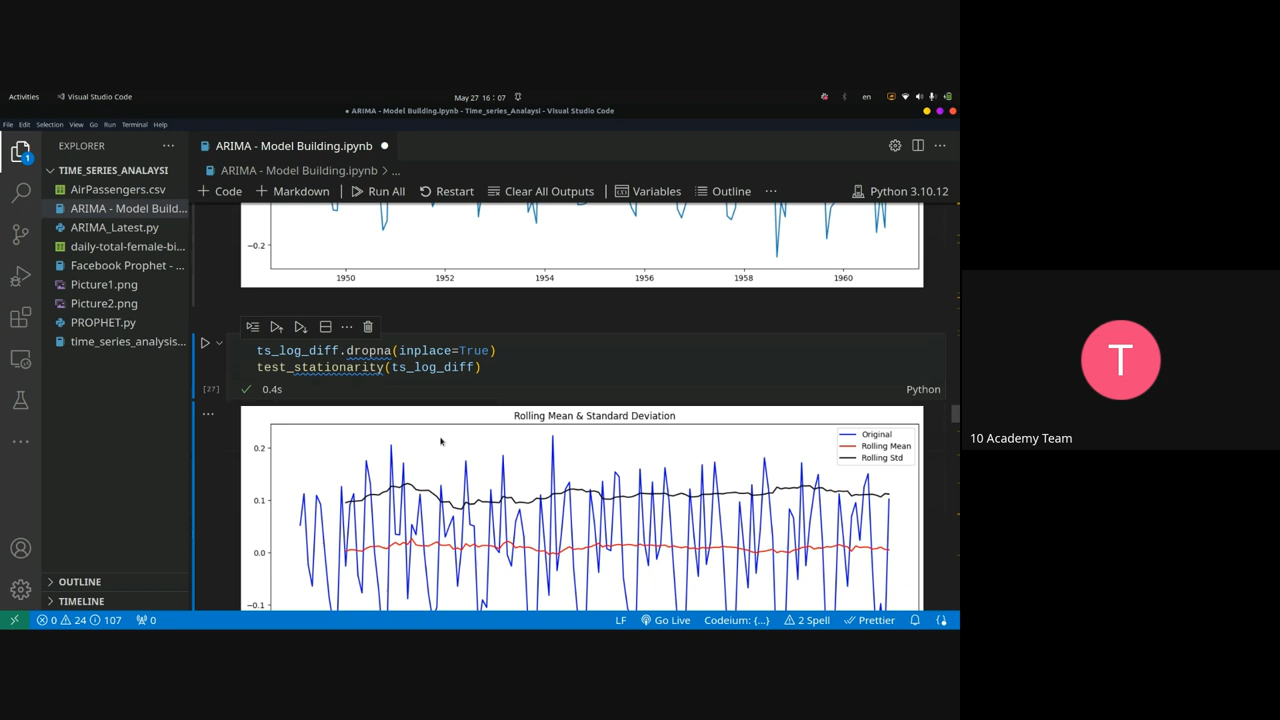 Activities
Visual Studio Code
May 27 16 : 07
en
• ARIMA - Model Building.ipynb - Time_series_Analaysi - Visual Studio Code
File Edit Selection View Go Run Terminal Help
EXPLORER
ARIMA - Model Building.ipynb
TIME_SERIES_ANALAYSI
ARIMA - Model Building.ipynb > ...
AirPassengers.csv
Code
Markdown
Run All
Restart
Clear All Outputs
Variables
Outline
Python 3.10.12
ARIMA - Model Build...
ARIMA_Latest.py
daily-total-female-bi...
Facebook Prophet - ...
Picture1.png
Picture2.png
PROPHET.py
time_series_analysis...
−0.2
1950 1952 1954 1956 1958 1960
ts_log_diff.dropna(inplace=True)
test_stationarity(ts_log_diff)
[27]
0.4s
Python
Rolling Mean & Standard Deviation
Original
Rolling Mean
Rolling Std
0.2
0.1
0.0
−0.1
OUTLINE
TIMELINE
1
0 24 107 0
LF
Go Live
Codeium: {...}
2 Spell
Prettier
T
10 Academy Team